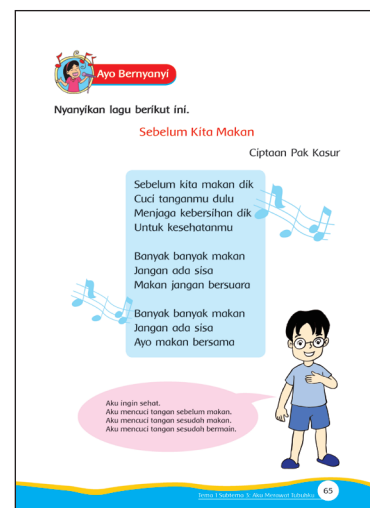 Ayo Bernyanyi
Nyanyikan lagu berikut ini.
Sebelum Kita Makan
Ciptaan Pak Kasur
Sebelum kita makan dik
Cuci tanganmu dulu
Menjaga kebersihan dik
Untuk kesehatanmu
Banyak banyak makan
Jangan ada sisa
Makan jangan bersuara
Banyak banyak makan
Jangan ada sisa
Ayo makan bersama
Aku ingin sehat.
Aku mencuci tangan sebelum makan.
Aku mencuci tangan sesudah makan.
Aku mencuci tangan sesudah bermain.
Tema 1 Subtema 3: Aku Merawat Tubuhku
65